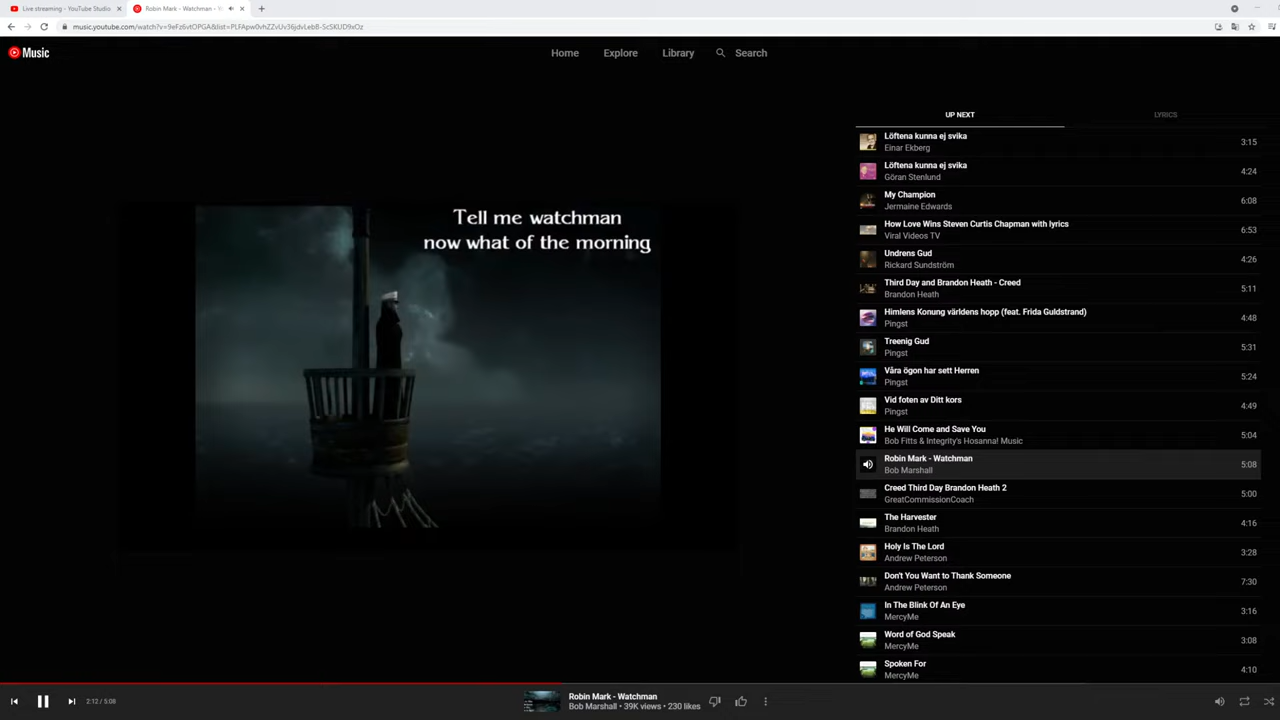 Live streaming - YouTube Studio
Robin Mark - Watchman -
music.youtube.com/watch?v=9eFz6vtOPGA&list=PLFApw0vhZZvUv36jdvLebB-ScSKUD9xOz
Music
Home
Explore
Library
Search
UP NEXT
LYRICS
Tell me watchman
now what of the morning
Löftena kunna ej svika
Einar Ekberg
3:15
Löftena kunna ej svika
Göran Stenlund
4:24
My Champion
Jermaine Edwards
6:08
How Love Wins Steven Curtis Chapman with lyrics
Viral Videos TV
6:53
Undrens Gud
Rickard Sundström
4:26
Third Day and Brandon Heath - Creed
Brandon Heath
5:11
Himlens Konung världens hopp (feat. Frida Guldstrand)
Pingst
4:48
Treenig Gud
Pingst
5:31
Våra ögon har sett Herren
Pingst
5:24
Vid foten av Ditt kors
Pingst
4:49
He Will Come and Save You
Bob Fitts & Integrity's Hosanna! Music
5:04
Robin Mark - Watchman
Bob Marshall
5:08
Creed Third Day Brandon Heath 2
GreatCommissionCoach
5:00
The Harvester
Brandon Heath
4:16
Holy Is The Lord
Andrew Peterson
3:28
Don't You Want to Thank Someone
Andrew Peterson
7:30
In The Blink Of An Eye
MercyMe
3:16
Word of God Speak
MercyMe
3:08
Spoken For
MercyMe
4:10
2:12 / 5:08
Robin Mark - Watchman
Bob Marshall • 39K views • 230 likes